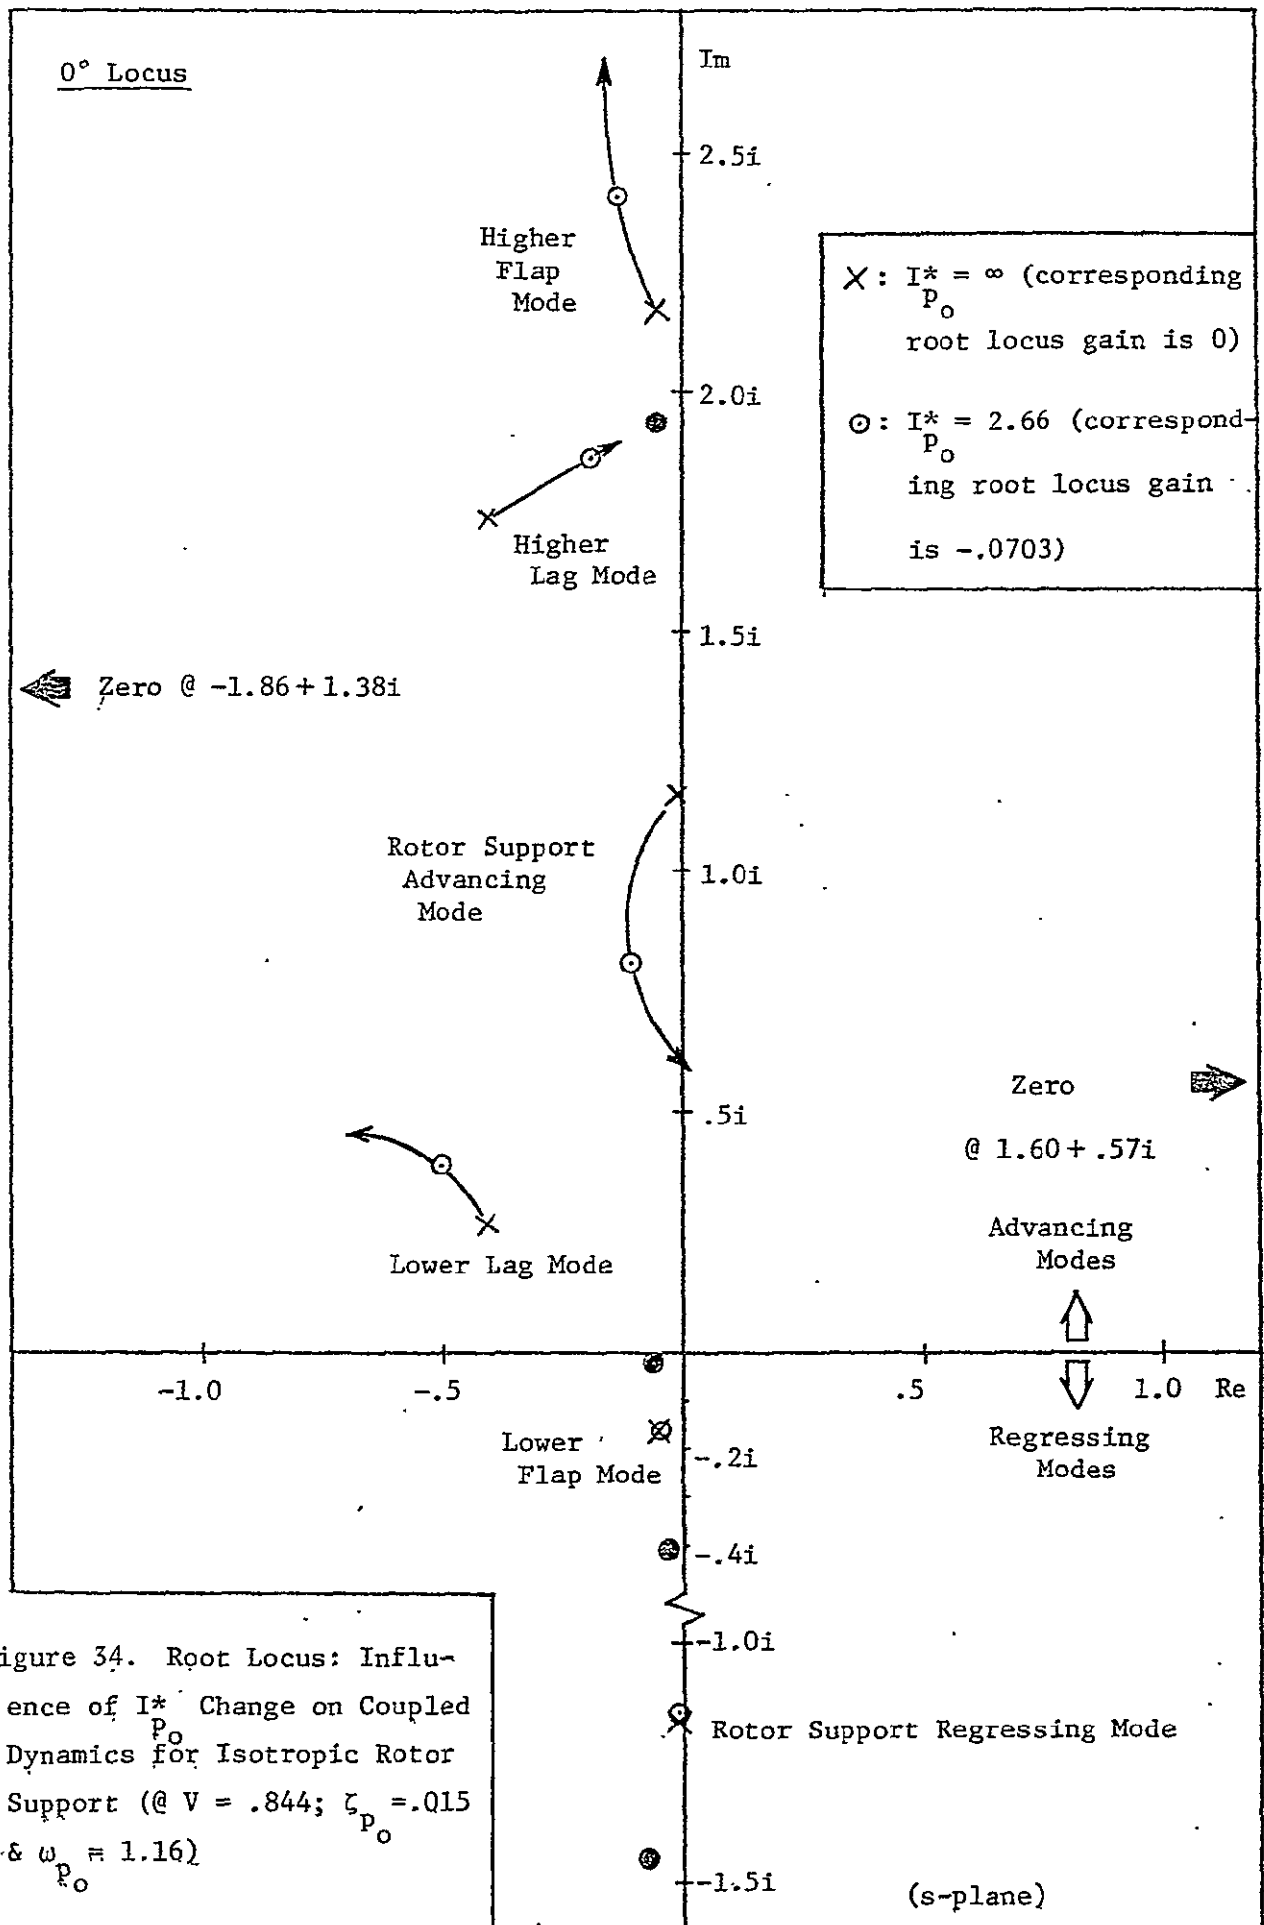 0° Locus
Im
2.5i
Higher
Flap
Mode
X : I*p₀ = ∞ (corresponding
root locus gain is 0)
2.0i
⊙ : I*p₀ = 2.66 (correspond-
ing root locus gain
is -.0703)
Higher
Lag Mode
1.5i
Zero @ -1.86+1.38i
Rotor Support
Advancing
Mode
1.0i
Zero
@ 1.60+.57i
.5i
Advancing
Modes
Lower Lag Mode
-1.0 -.5 .5 1.0 Re
Regressing
Modes
Lower
Flap Mode
-.2i
-.4i
-1.0i
Rotor Support Regressing Mode
-1.5i
(s-plane)
igure 34. Root Locus: Influ-
ence of I*p₀ Change on Coupled
Dynamics for Isotropic Rotor
Support (@ V = .844; ζp₀ =.015
& ωp₀ = 1.16)